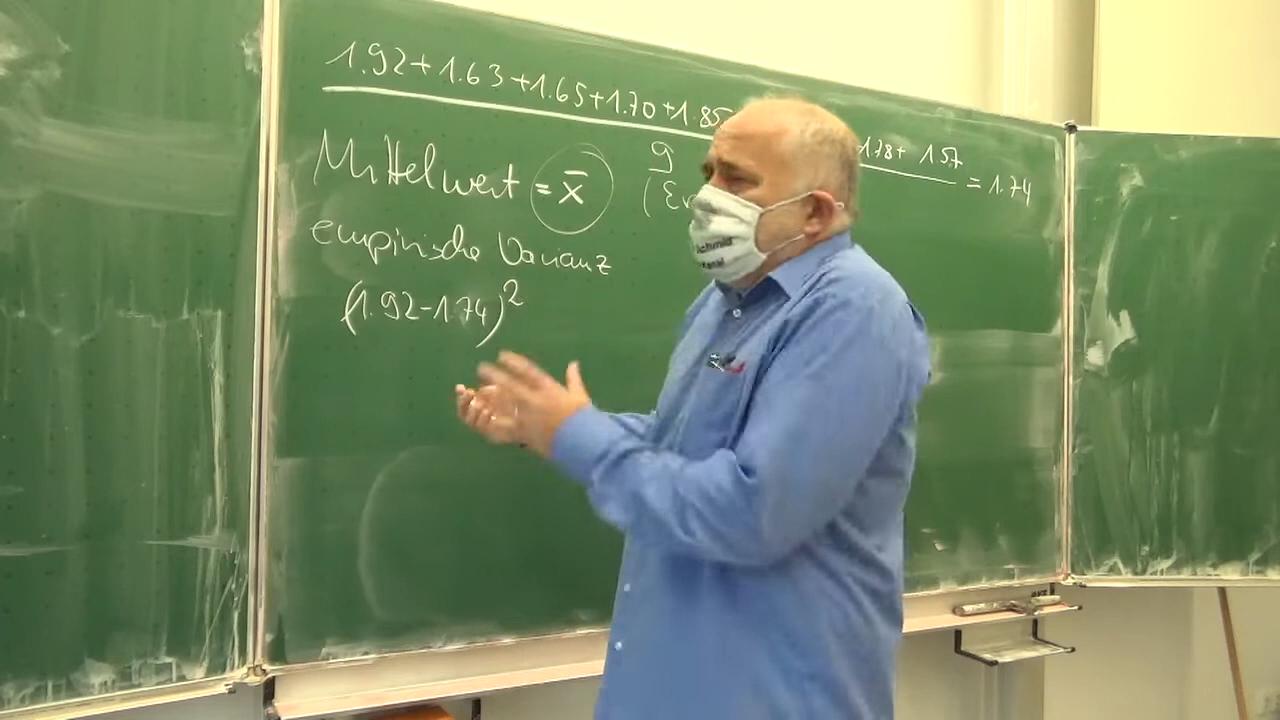 1.92+1.63+1.65+1.70+1.85
1.78+ 1.57
= 1.74
9
Mittelwert = x̄
empirische Varianz
(1.92-1.74)²
Schmid